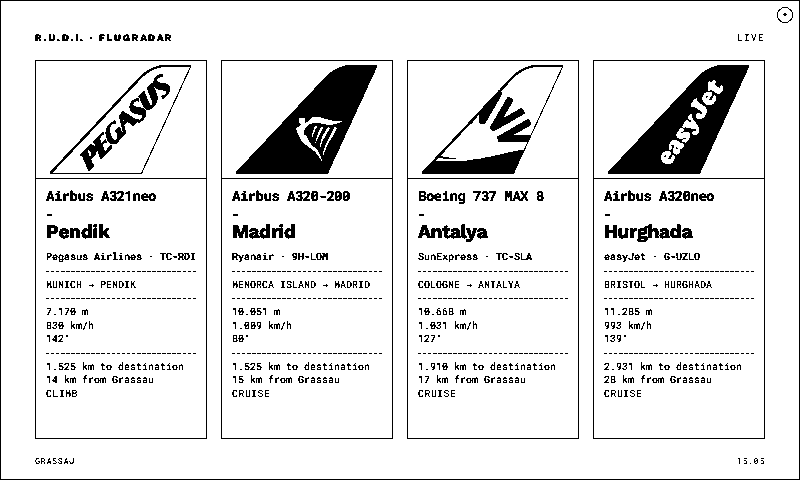 R.U.D.I. · FLUGRADAR
LIVE
PEGASUS
Airbus A321neo
-
Pendik
Pegasus Airlines · TC-RDI
MUNICH → PENDIK
7.170 m
830 km/h
142°
1.525 km to destination
14 km from Grassau
CLIMB
Airbus A320-200
-
Madrid
Ryanair · 9H-LOM
MENORCA ISLAND → MADRID
10.051 m
1.009 km/h
80°
1.525 km to destination
15 km from Grassau
CRUISE
Boeing 737 MAX 8
-
Antalya
SunExpress · TC-SLA
COLOGNE → ANTALYA
10.668 m
1.031 km/h
127°
1.910 km to destination
17 km from Grassau
CRUISE
easyJet
Airbus A320neo
-
Hurghada
easyJet · G-UZLO
BRISTOL → HURGHADA
11.285 m
993 km/h
139°
2.931 km to destination
28 km from Grassau
CRUISE
GRASSAU
15.05